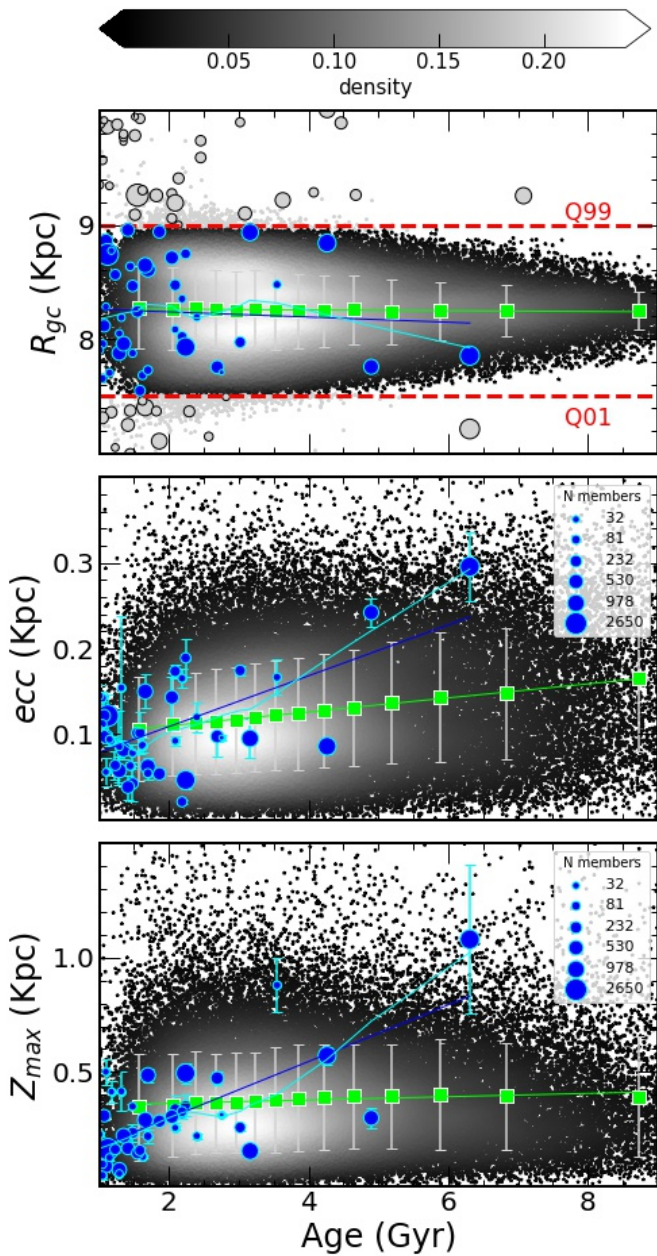 0.05 0.10 0.15 0.20
density
Q99
9
R_gc (Kpc)
8
Q01
N members
32
81
232
530
978
2650
0.3
ecc (Kpc)
0.2
0.1
N members
32
81
232
530
978
2650
1.0
Z_max (Kpc)
0.5
2 4 6 8
Age (Gyr)